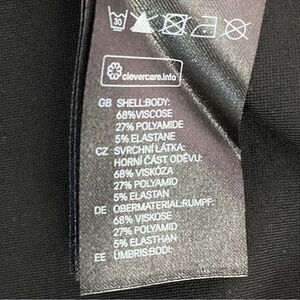 30
clevercare.info
GB SHELL:BODY:
68%VISCOSE
27% POLYAMIDE
5% ELASTANE
CZ SVRCHNÍ LÁTKA:
HORNÍ ČÁST ODĚVU:
68% VISKÓZA
27% POLYAMID
5% ELASTAN
DE OBERMATERIAL:RUMPF:
68% VISKOSE
27% POLYAMID
5% ELASTHAN
EE ÜMBRIS:BODI: